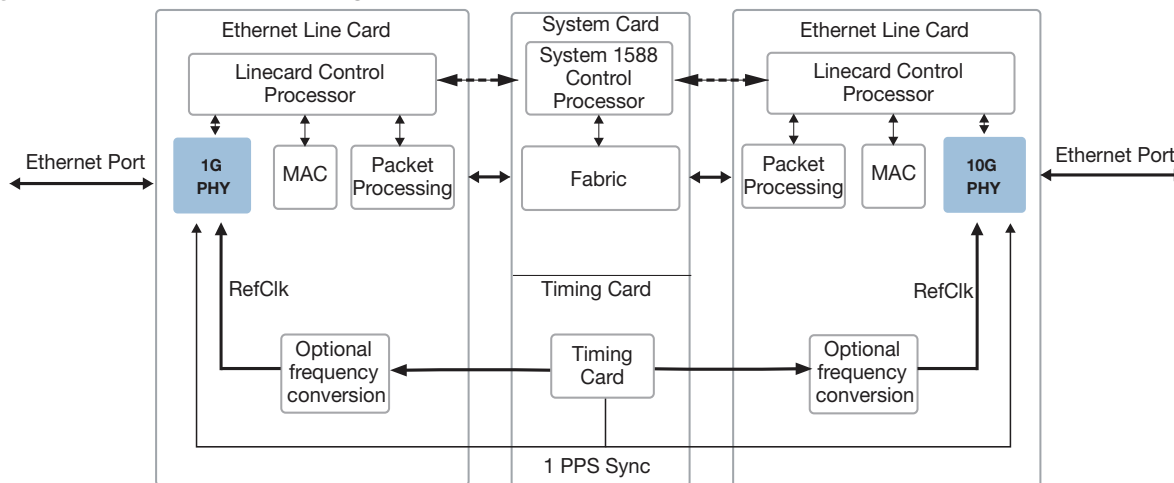 Ethernet Line Card
Linecard Control
Processor
Ethernet Port
1G
PHY
MAC
Packet
Processing
RefClk
Optional
frequency
conversion
System Card
System 1588
Control
Processor
Fabric
Timing Card
Timing
Card
1 PPS Sync
Ethernet Line Card
Linecard Control
Processor
Packet
Processing
MAC
10G
PHY
Ethernet Port
RefClk
Optional
frequency
conversion